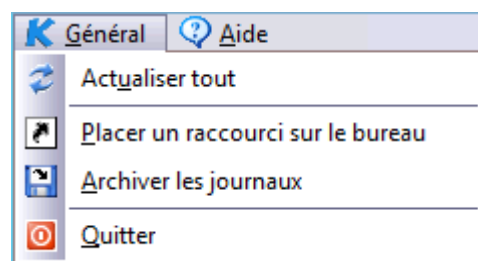 Général Aide
Actualiser tout
Placer un raccourci sur le bureau
Archiver les journaux
Quitter